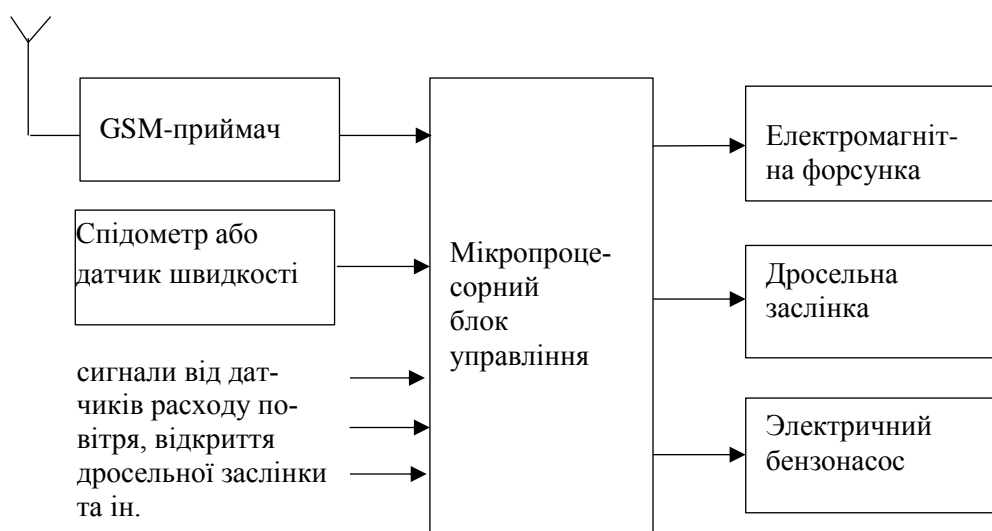 GSM-приймач
Спідометр або
датчик швидкості
сигнали від дат-
чиків расходу по-
вітря, відкриття
дросельної заслінки
та ін.
Мікропроце-
сорний
блок
управління
Електромагніт-
на форсунка
Дросельна
заслінка
Электричний
бензонасос